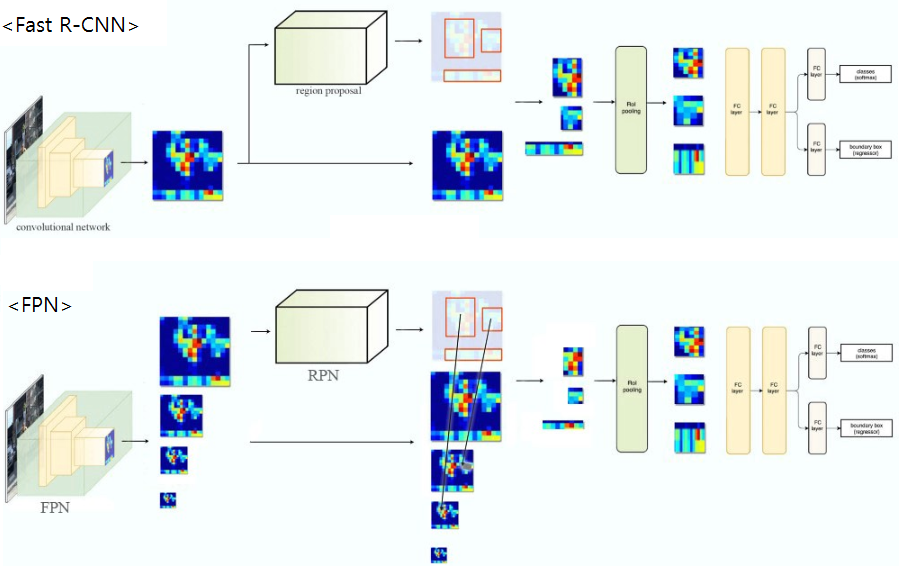 <Fast R-CNN>
region proposal
convolutional network
RoI
pooling
FC
layer
FC
layer
FC
layer
classes
(softmax)
FC
layer
boundary box
(regressor)
<FPN>
RPN
FPN
RoI
pooling
FC
layer
FC
layer
FC
layer
classes
(softmax)
FC
layer
boundary box
(regressor)